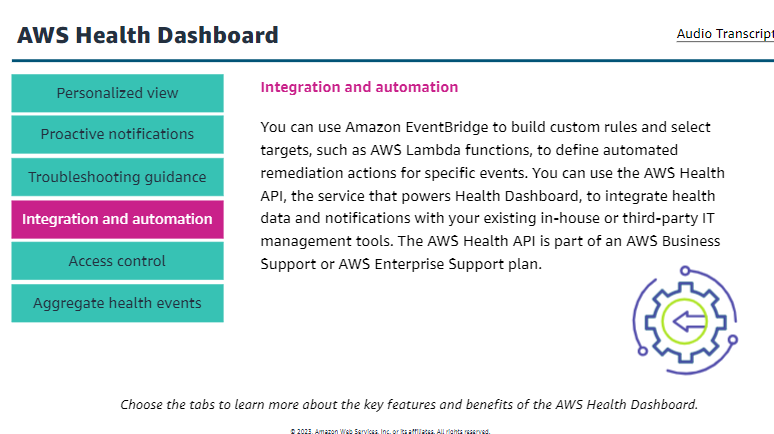 AWS Health Dashboard
Audio Transcript
Personalized view
Proactive notifications
Troubleshooting guidance
Integration and automation
Access control
Aggregate health events
Integration and automation
You can use Amazon EventBridge to build custom rules and select
targets, such as AWS Lambda functions, to define automated
remediation actions for specific events. You can use the AWS Health
API, the service that powers Health Dashboard, to integrate health
data and notifications with your existing in-house or third-party IT
management tools. The AWS Health API is part of an AWS Business
Support or AWS Enterprise Support plan.
Choose the tabs to learn more about the key features and benefits of the AWS Health Dashboard.
© 2023, Amazon Web Services, Inc. or its affiliates. All rights reserved.